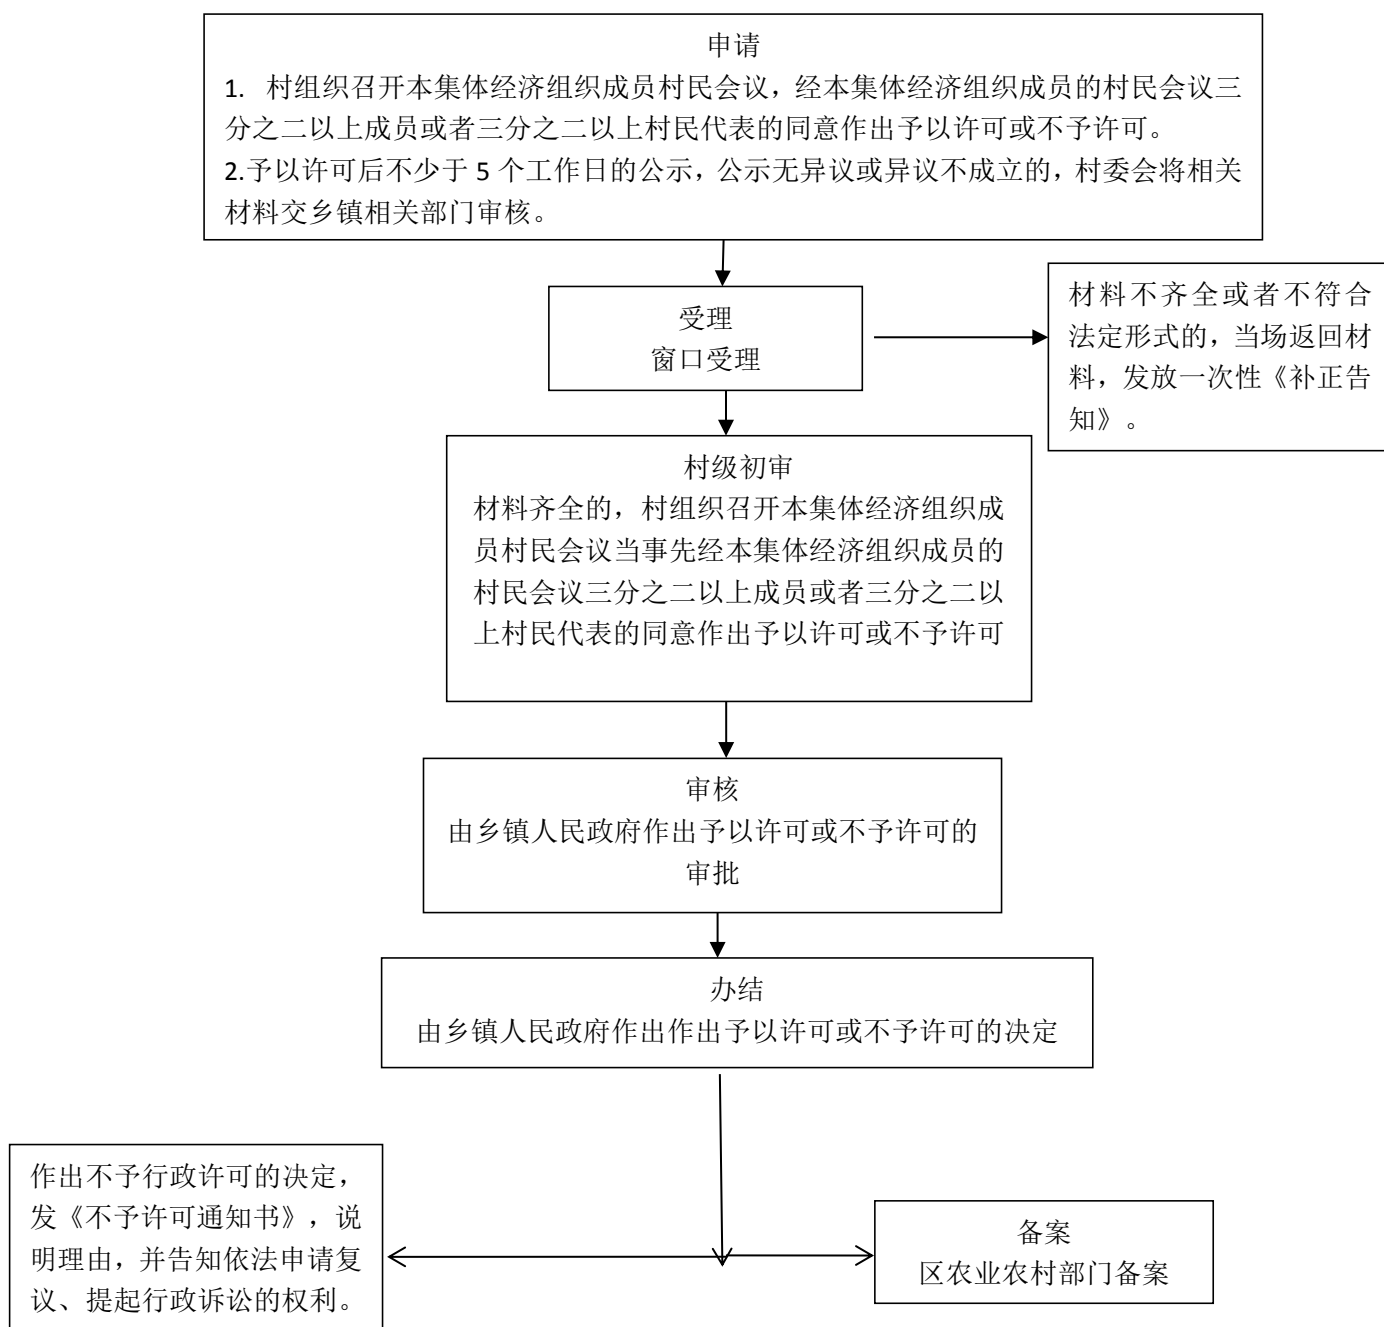 申请
1. 村组织召开本集体经济组织成员村民会议，经本集体经济组织成员的村民会议三
分之二以上成员或者三分之二以上村民代表的同意作出予以许可或不予许可。
2.予以许可后不少于 5 个工作日的公示，公示无异议或异议不成立的，村委会将相关
材料交乡镇相关部门审核。
受理
窗口受理
材料不齐全或者不符合
法定形式的，当场返回材
料，发放一次性《补正告
知》。
村级初审
材料齐全的，村组织召开本集体经济组织成
员村民会议当事先经本集体经济组织成员的
村民会议三分之二以上成员或者三分之二以
上村民代表的同意作出予以许可或不予许可
审核
由乡镇人民政府作出予以许可或不予许可的
审批
办结
由乡镇人民政府作出作出予以许可或不予许可的决定
作出不予行政许可的决定，
发《不予许可通知书》，说
明理由，并告知依法申请复
议、提起行政诉讼的权利。
备案
区农业农村部门备案